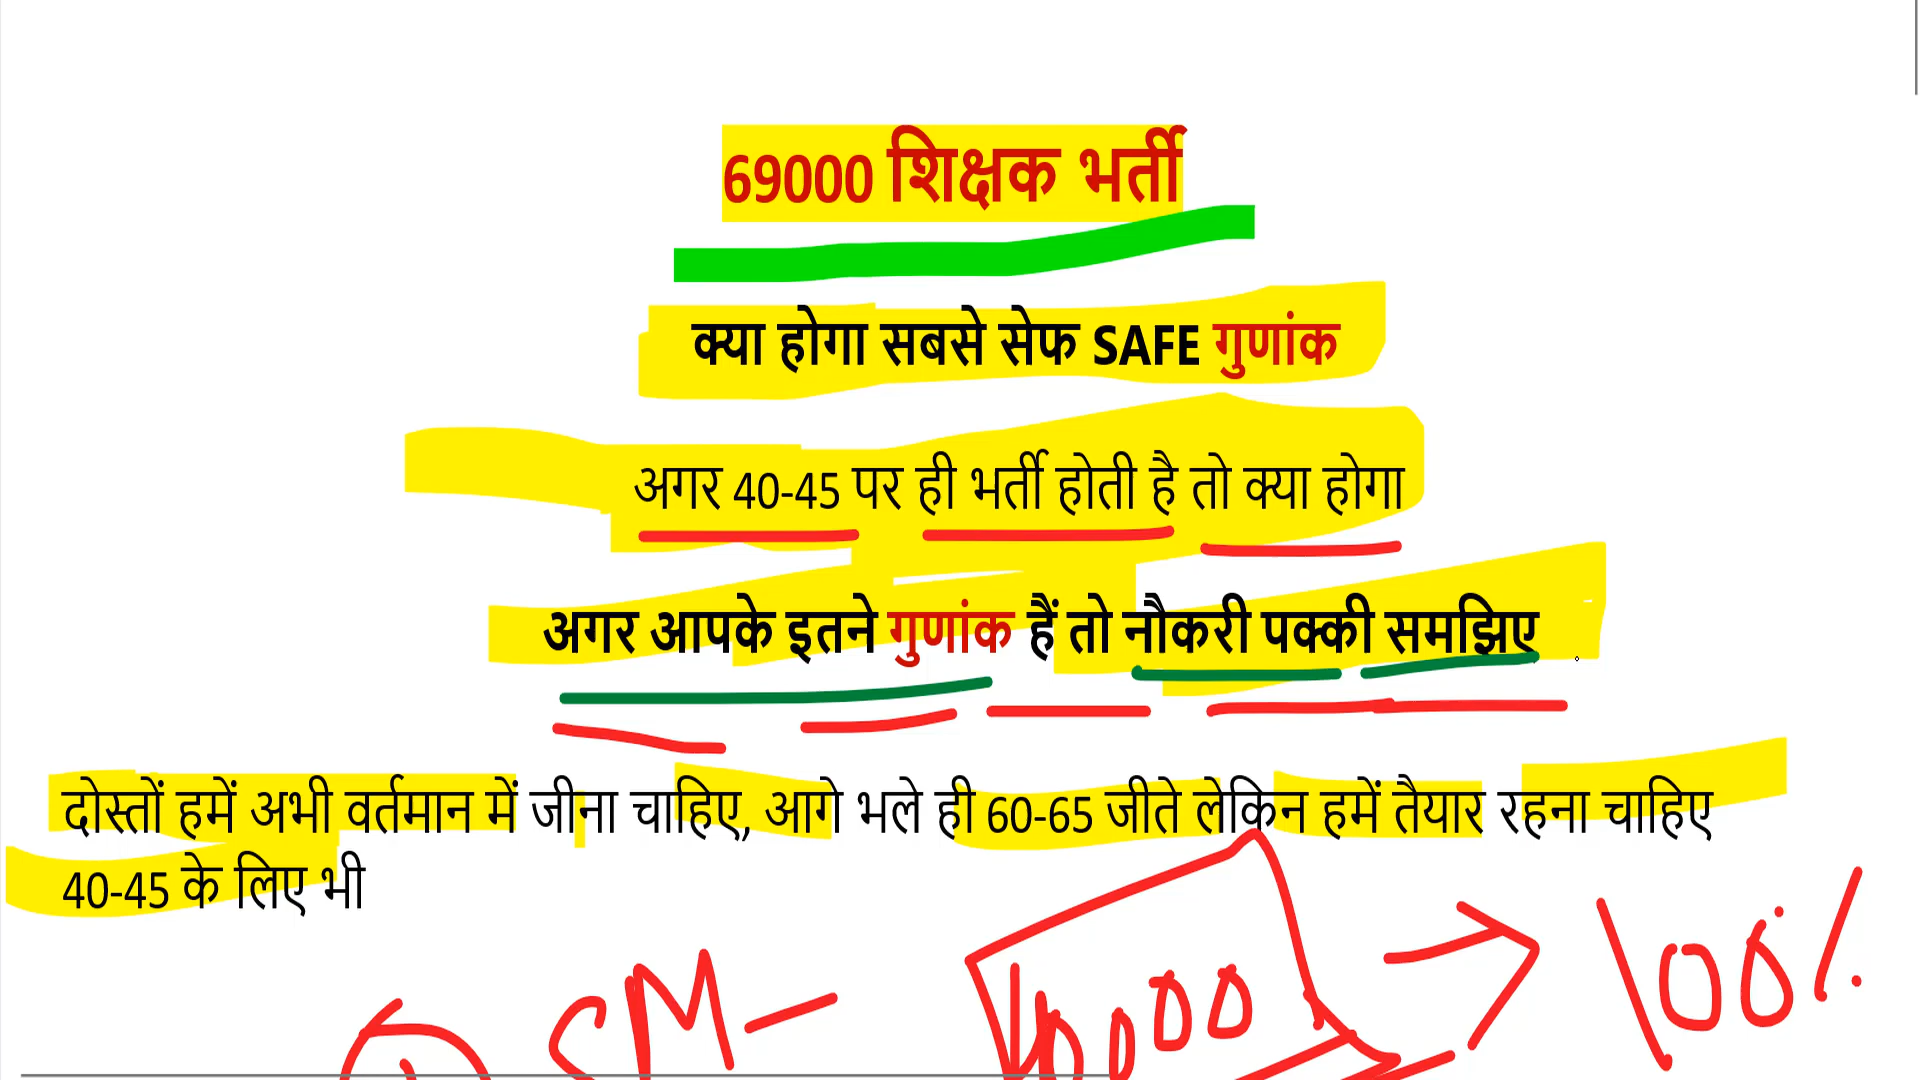 69000 शिक्षक भर्ती
क्या होगा सबसे सेफ SAFE गुणांक
अगर 40-45 पर ही भर्ती होती है तो क्या होगा
अगर आपके इतने गुणांक हैं तो नौकरी पक्की समझिए
दोस्तों हमें अभी वर्तमान में जीना चाहिए, आगे भले ही 60-65 जीते लेकिन हमें तैयार रहना चाहिए
40-45 के लिए भी
SM- 100%